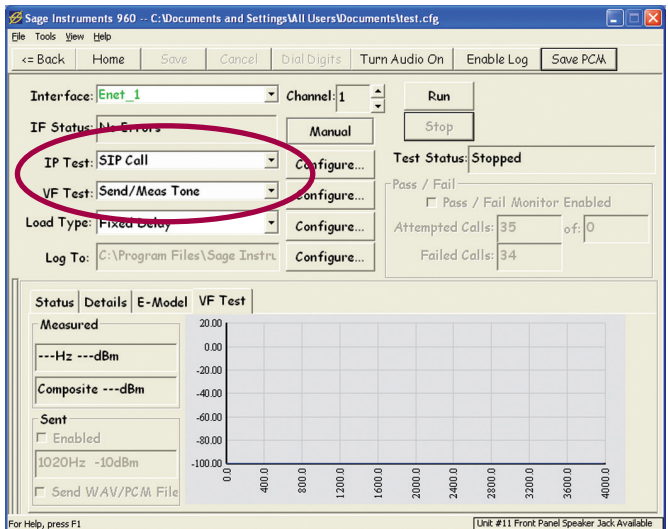 Sage Instruments 960 -- C:\Documents and Settings\All Users\Documents\test.cfg
File Tools View Help
<= Back Home Save Cancel Dial Digits Turn Audio On Enable Log Save PCM
Interface: Enet_1 Channel: 1 Run
IF Status: No Errors Manual Stop
IP Test: SIP Call Configure... Test Status: Stopped
VF Test: Send/Meas Tone Configure...
Pass / Fail
Pass / Fail Monitor Enabled
Load Type: Fixed Delay Configure... Attempted Calls: 35 of: 0
Log To: C:\Program Files\Sage Instru Configure... Failed Calls: 34
Status Details E-Model VF Test
Measured
---Hz ---dBm
Composite ---dBm
Sent
Enabled
1020Hz -10dBm
Send WAV/PCM File
20.00
0.00
-20.00
-40.00
-60.00
-80.00
-100.00
0.0 400.0 800.0 1200.0 1600.0 2000.0 2400.0 2800.0 3200.0 3600.0 4000.0
For Help, press F1 Unit #11 Front Panel Speaker Jack Available